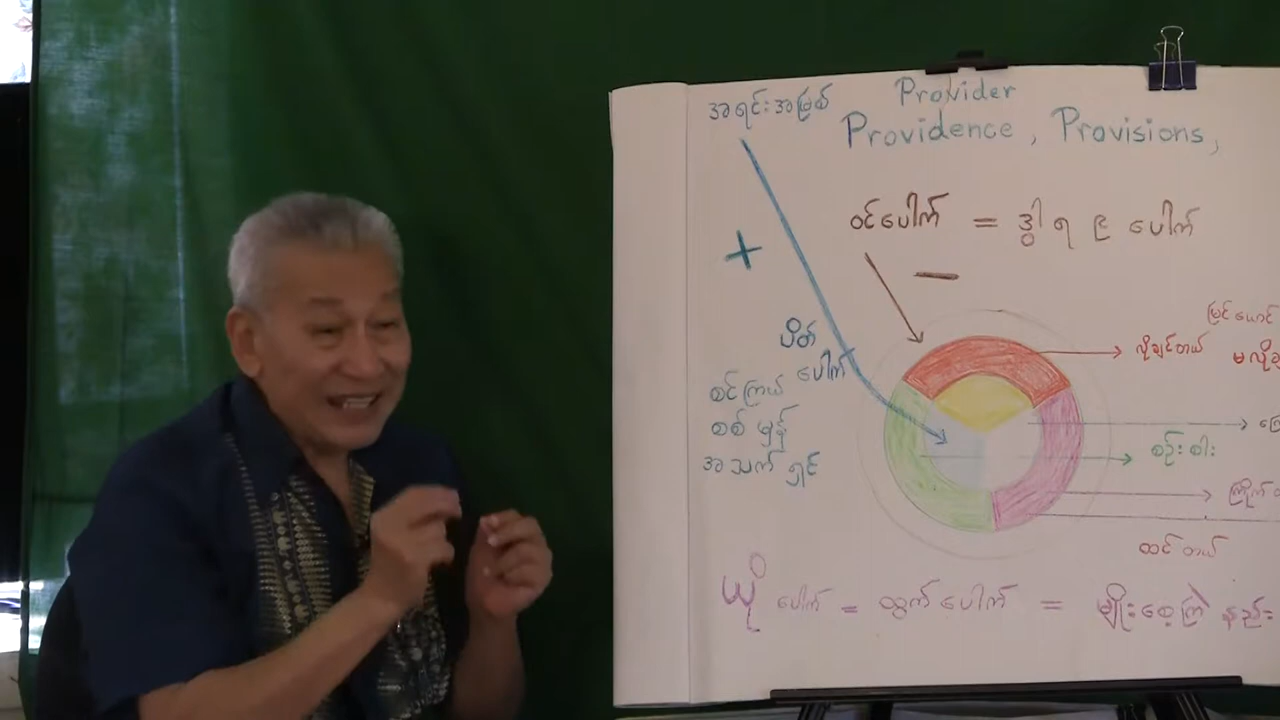 အရင်းအမြစ်
Provider
Providence, Provisions,
ဝင်ပေါက် = ဒွါရ ၉ ပေါက်
+
–
ပိတ်
ပေါက်
စင်ကြယ်
စစ်မှန်
အသက်ရှင်
လိုချင်တယ်
စဉ်းစါး
ထင်တယ်
ယို ပေါက် = ထွက်ပေါက် = မျိုးစေ့ကြဲ နည်း